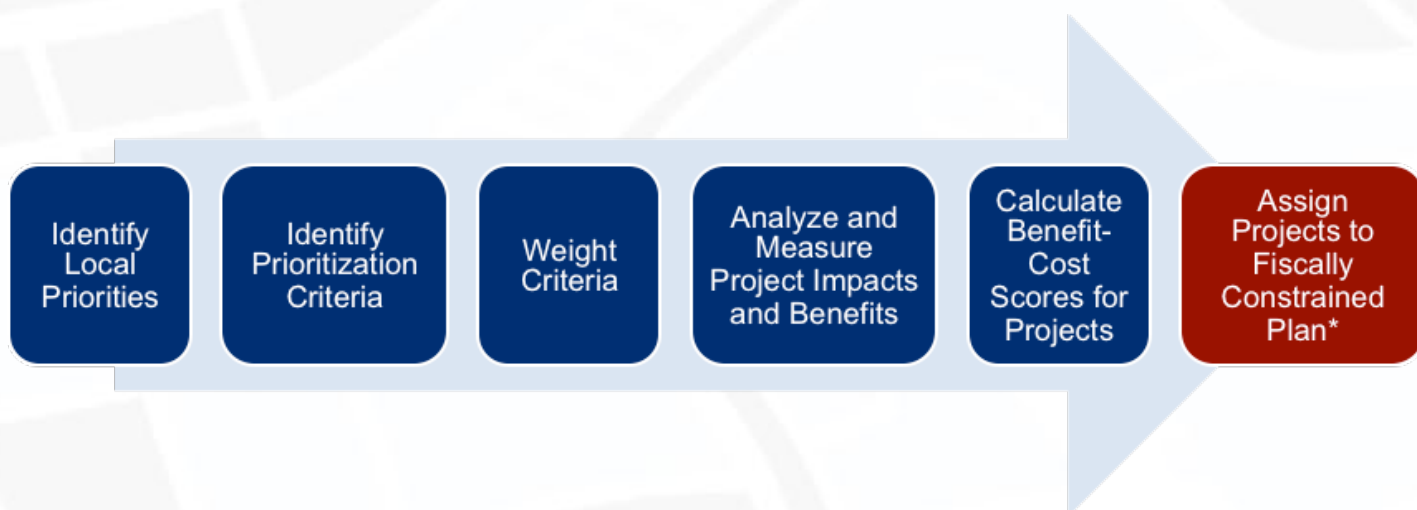 Identify
Local
Priorities
Identify
Prioritization
Criteria
Weight
Criteria
Analyze and
Measure
Project Impacts
and Benefits
Calculate
Benefit-
Cost
Scores for
Projects
Assign
Projects to
Fiscally
Constrained
Plan*